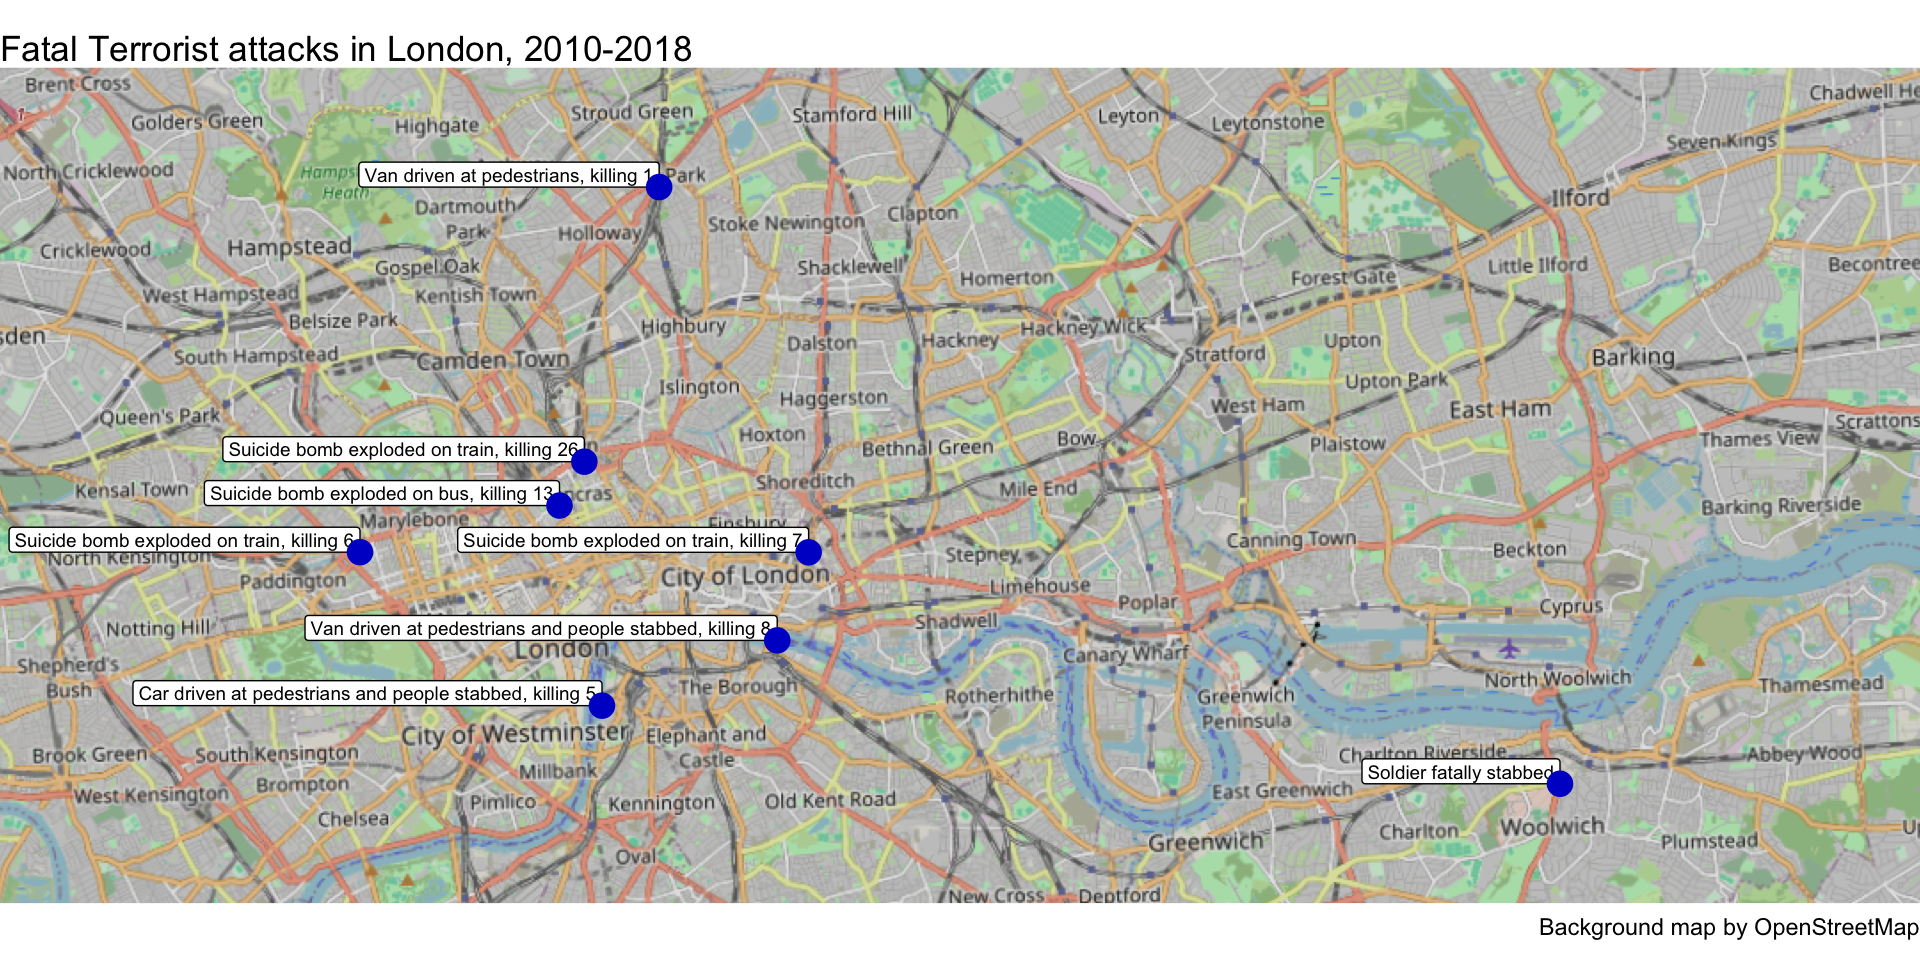 Fatal Terrorist attacks in London, 2010-2018
Brent Cross
Golders Green
Highgate
Stroud Green
Stamford Hill
Leyton
Leytonstone
Chadwell He
Seven Kings
1
North Cricklewood
Hamps
Heath
Van driven at pedestrians, killing 1
Park
Dartmouth
Park
Ilford
Cricklewood
Hampstead
Holloway
Stoke Newington
Clapton
Gospel Oak
Shacklewell
Homerton
Forest Gate
Little Ilford
Becontree
West Hampstead
Kentish Town
Belsize Park
Highbury
Hackney Wick
sden
South Hampstead
Camden Town
Dalston
Hackney
Stratford
Upton
Barking
Islington
Upton Park
Queen's Park
Haggerston
West Ham
East Ham
Scrattons
Hoxton
Bethnal Green
Bow
Plaistow
Thames View
Suicide bomb exploded on train, killing 26
n
Kensal Town
Suicide bomb exploded on bus, killing 13
cras
Shoreditch
Mile End
Barking Riverside
Marylebone
Finsbury
Suicide bomb exploded on train, killing 6
Suicide bomb exploded on train, killing 7
Canning Town
Beckton
North Kensington
Stepney
Paddington
City of London
Limehouse
Poplar
Cyprus
Notting Hill
Van driven at pedestrians and people stabbed, killing 8
Shadwell
London
Canary Wharf
Shepherd's
Bush
Car driven at pedestrians and people stabbed, killing 5
The Borough
Rotherhithe
Greenwich
Peninsula
North Woolwich
Thamesmead
City of Westminster
Elephant and
Castle
Brook Green
South Kensington
Charlton Riverside
Abbey Wood
Brompton
Millbank
Soldier fatally stabbed
West Kensington
Pimlico
Kennington
Old Kent Road
East Greenwich
Chelsea
Charlton
Woolwich
U
Greenwich
Plumstead
Oval
New Cross
Deptford
Background map by OpenStreetMap